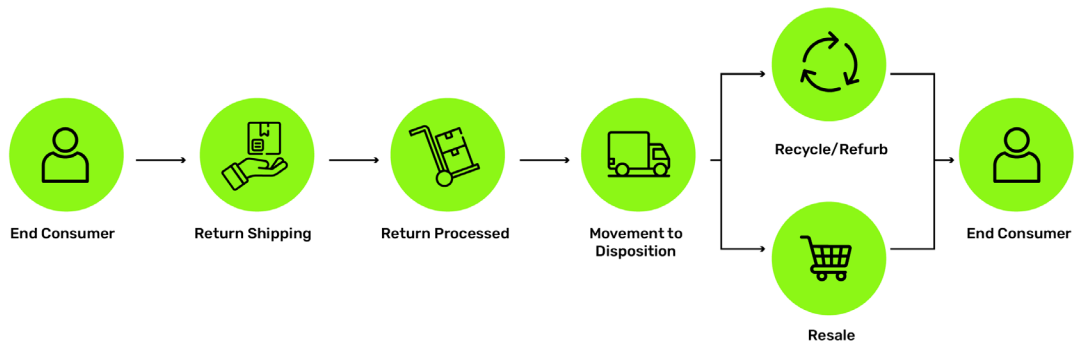 End Consumer
Return Shipping
Return Processed
Movement to
Disposition
Recycle/Refurb
Resale
End Consumer